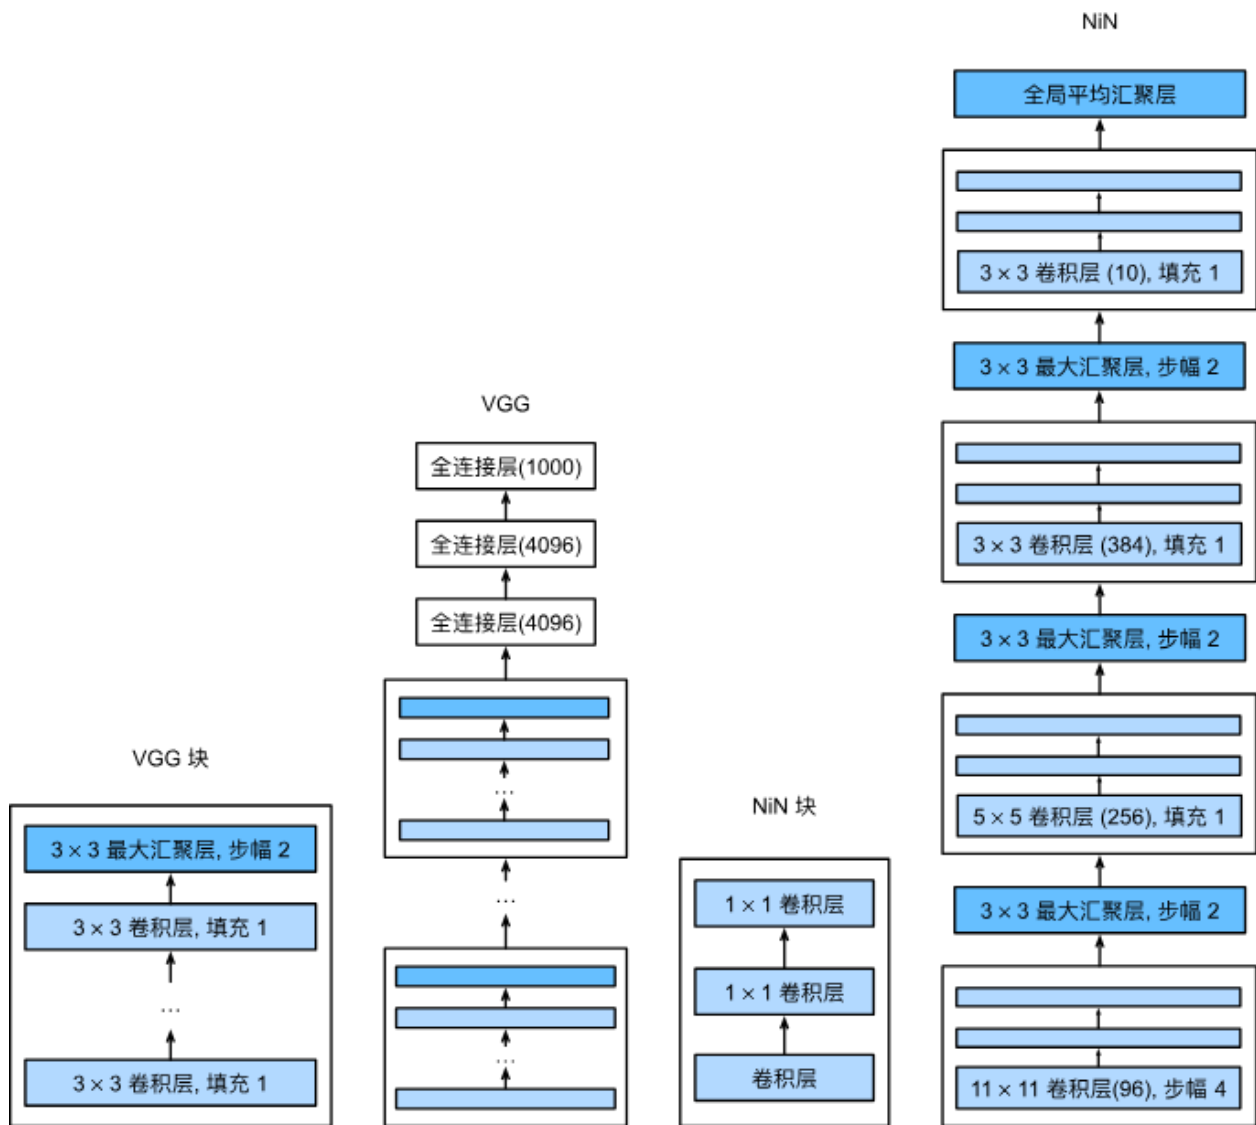 VGG 块
3 × 3 最大汇聚层, 步幅 2
3 × 3 卷积层, 填充 1
...
3 × 3 卷积层, 填充 1
VGG
全连接层(1000)
全连接层(4096)
全连接层(4096)
...
...
...
NiN 块
1 × 1 卷积层
1 × 1 卷积层
卷积层
NiN
全局平均汇聚层
3 × 3 卷积层 (10), 填充 1
3 × 3 最大汇聚层, 步幅 2
3 × 3 卷积层 (384), 填充 1
3 × 3 最大汇聚层, 步幅 2
5 × 5 卷积层 (256), 填充 1
3 × 3 最大汇聚层, 步幅 2
11 × 11 卷积层(96), 步幅 4